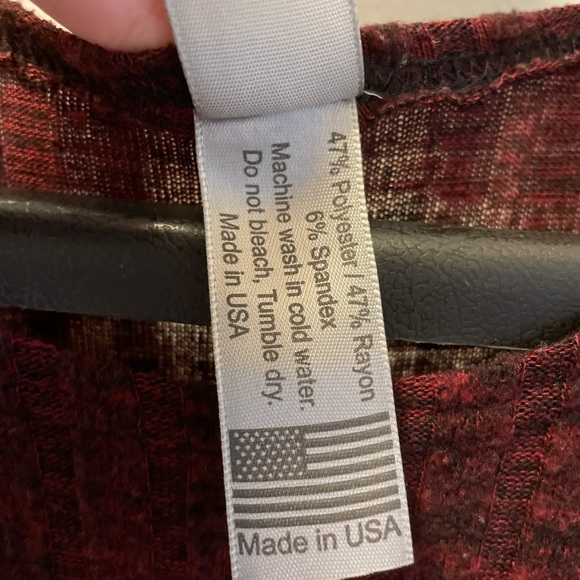 47% Polyester / 47% Rayon
6% Spandex
Machine wash in cold water.
Do not bleach, Tumble dry.
Made in USA
Made in USA